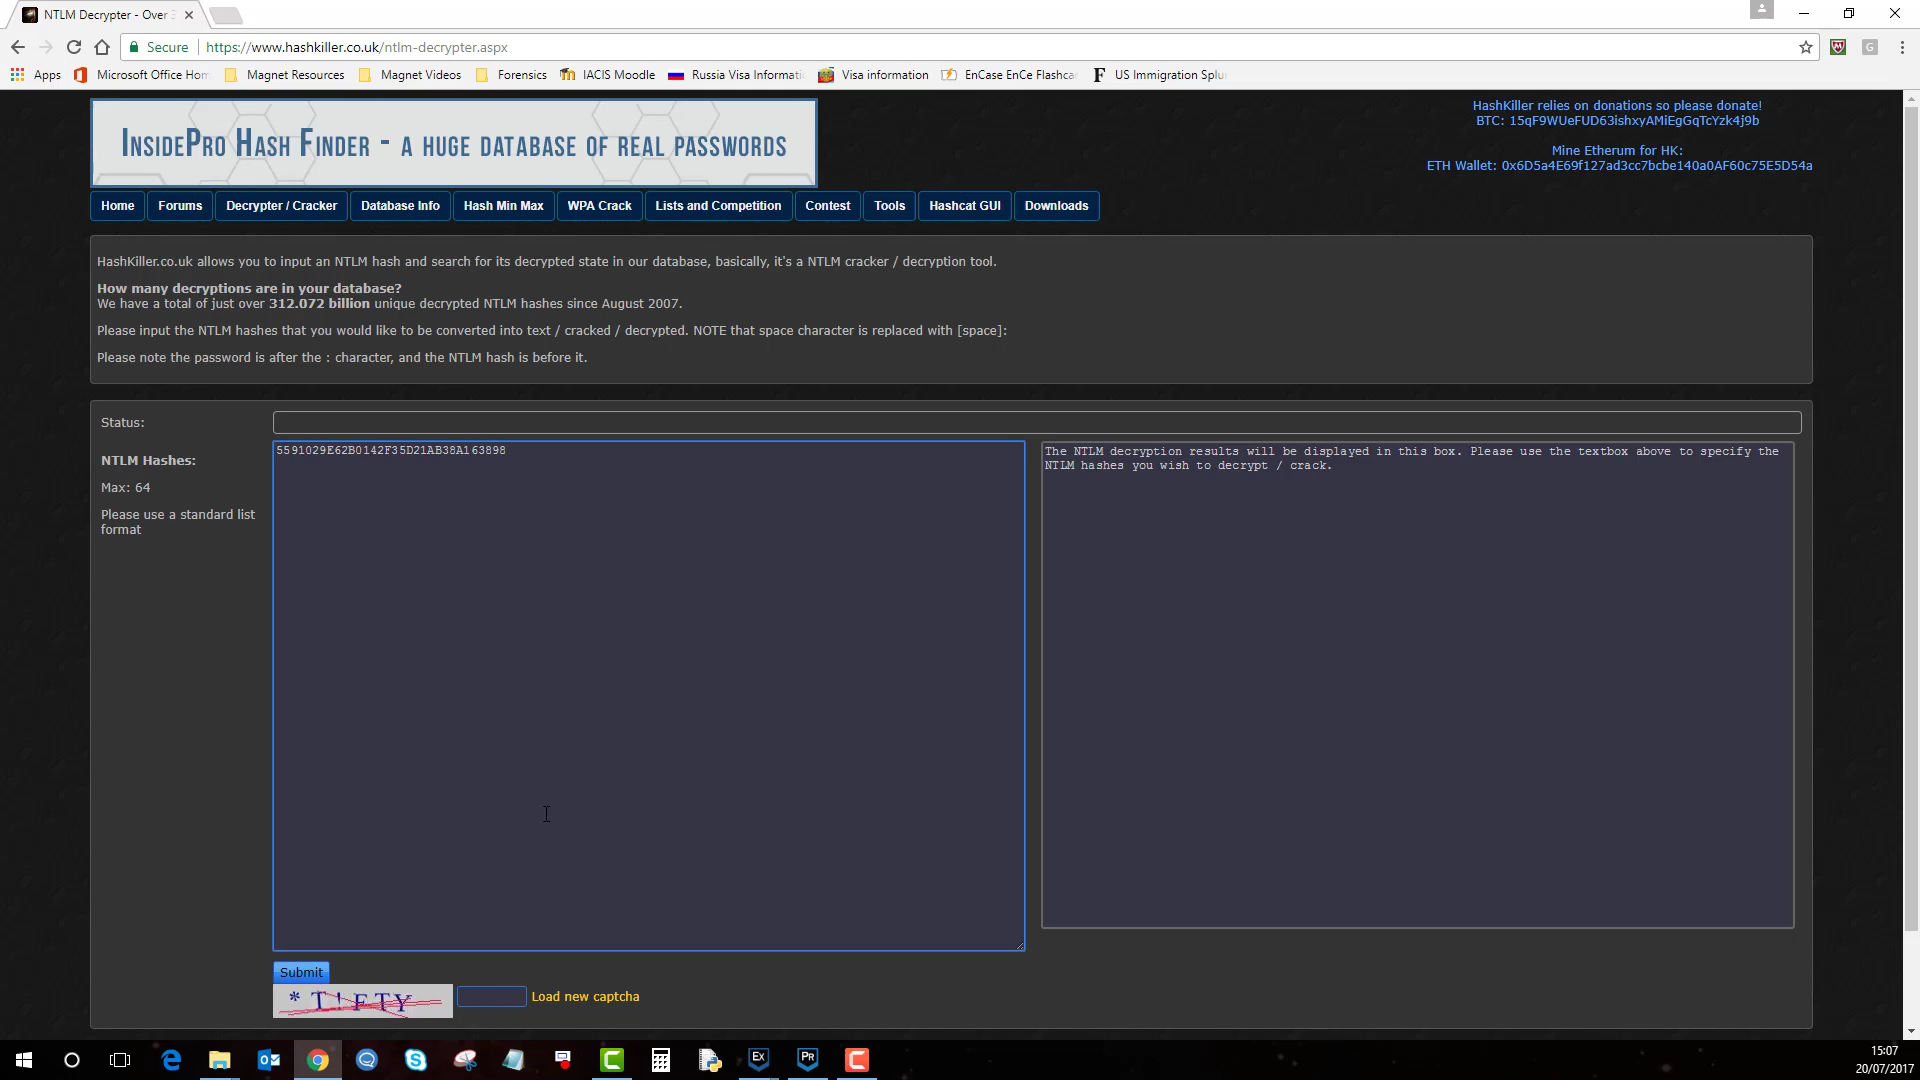 NTLM Decrypter - Over 3
Secure
https://www.hashkiller.co.uk/ntlm-decrypter.aspx
Apps
Microsoft Office Hom
Magnet Resources
Magnet Videos
Forensics
IACIS Moodle
Russia Visa Informatio
Visa information
EnCase EnCe Flashca
US Immigration Splu
INSIDEPRO HASH FINDER - A HUGE DATABASE OF REAL PASSWORDS
HashKiller relies on donations so please donate!
BTC: 15qF9WUeFUD63ishxyAMiEgGqTcYzk4j9b
Mine Etherum for HK:
ETH Wallet: 0x6D5a4E69f127ad3cc7bcbe140a0AF60c75E5D54a
Home
Forums
Decrypter / Cracker
Database Info
Hash Min Max
WPA Crack
Lists and Competition
Contest
Tools
Hashcat GUI
Downloads
HashKiller.co.uk allows you to input an NTLM hash and search for its decrypted state in our database, basically, it's a NTLM cracker / decryption tool.
How many decryptions are in your database?
We have a total of just over 312.072 billion unique decrypted NTLM hashes since August 2007.
Please input the NTLM hashes that you would like to be converted into text / cracked / decrypted. NOTE that space character is replaced with [space]:
Please note the password is after the : character, and the NTLM hash is before it.
Status:
NTLM Hashes:
Max: 64
Please use a standard list
format
5591029E62B0142F35D21AB38A163898
The NTLM decryption results will be displayed in this box. Please use the textbox above to specify the
NTLM hashes you wish to decrypt / crack.
Submit
* T!FTY
Load new captcha
Ex
Pr
15:07
20/07/2017